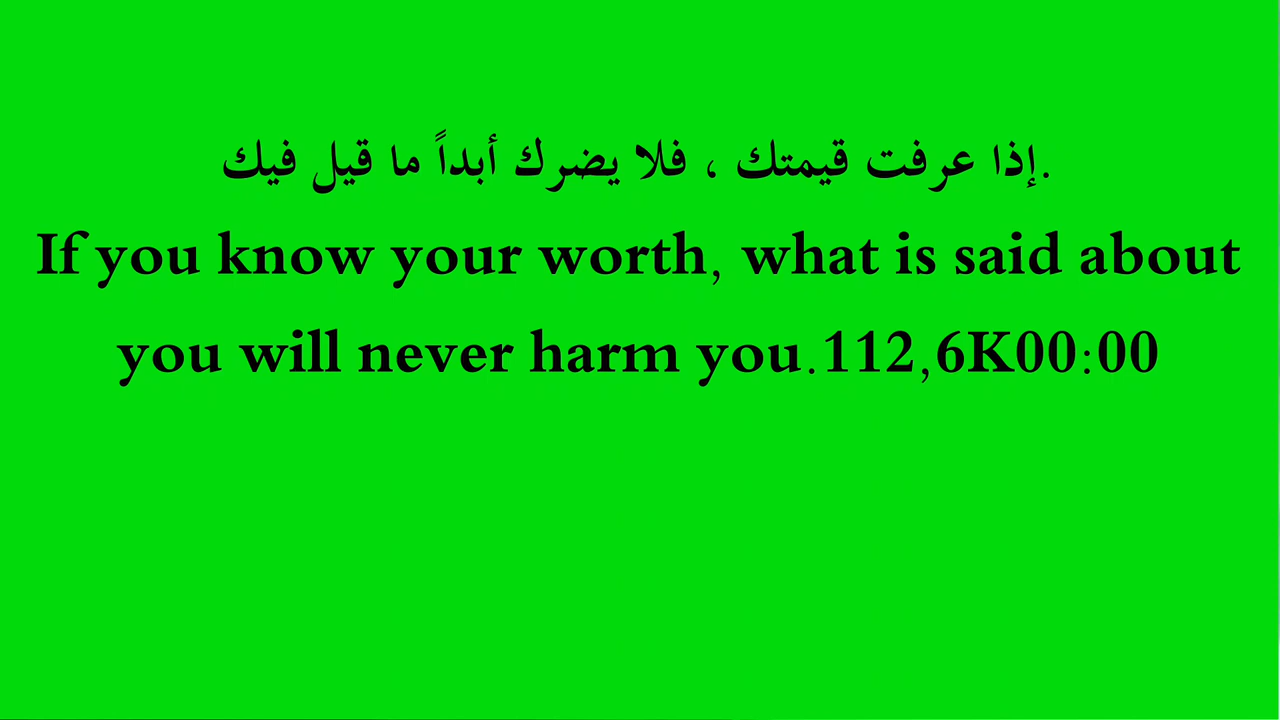 إذا عرفت قيمتك ، فلا يضرك أبداً ما قيل فيك.
If you know your worth, what is said about
you will never harm you.112,6K00:00